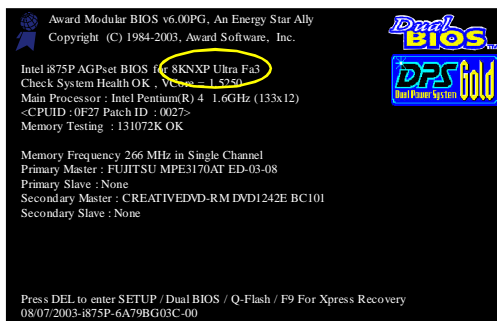 Award Modular BIOS v6.00PG, An Energy Star Ally
Copyright (C) 1984-2003, Award Software, Inc.
Dual
BIOS
TM
Intel i875P AGPset BIOS for 8KNXP Ultra Fa3
Check System Health OK , VCore = 1.5250
Main Processor : Intel Pentium(R) 4 1.6GHz (133x12)
<CPUID : 0F27 Patch ID : 0027>
Memory Testing : 131072K OK
DPS Gold
Dual Power System
Memory Frequency 266 MHz in Single Channel
Primary Master : FUJITSU MPE3170AT ED-03-08
Primary Slave : None
Secondary Master : CREATIVEDVD-RM DVD1242E BC101
Secondary Slave : None
Press DEL to enter SETUP / Dual BIOS / Q-Flash / F9 For Xpress Recovery
08/07/2003-i875P-6A79BG03C-00